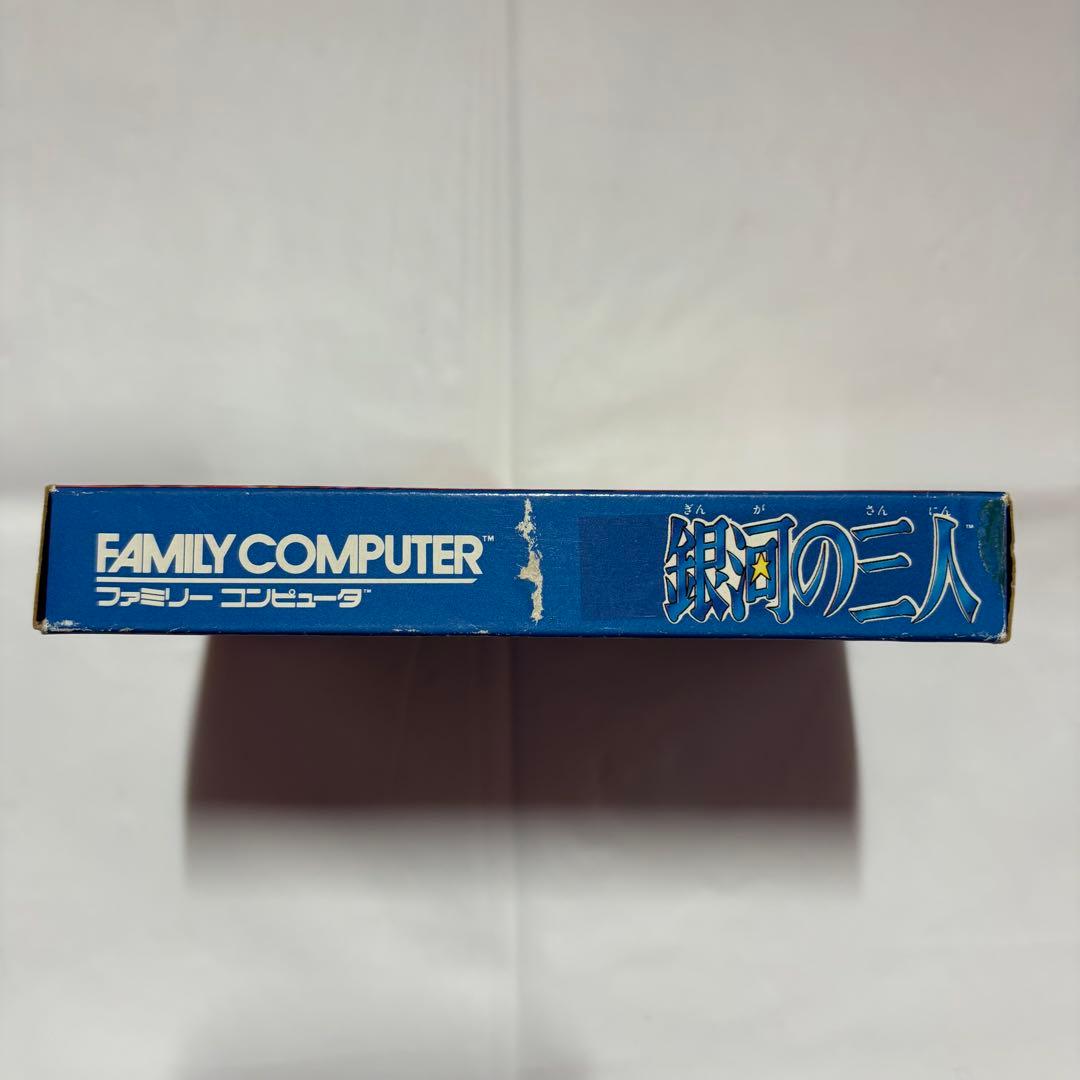 FAMILY COMPUTER™
ファミリー コンピュータ™
ぎん が さん にん
銀河の三人™